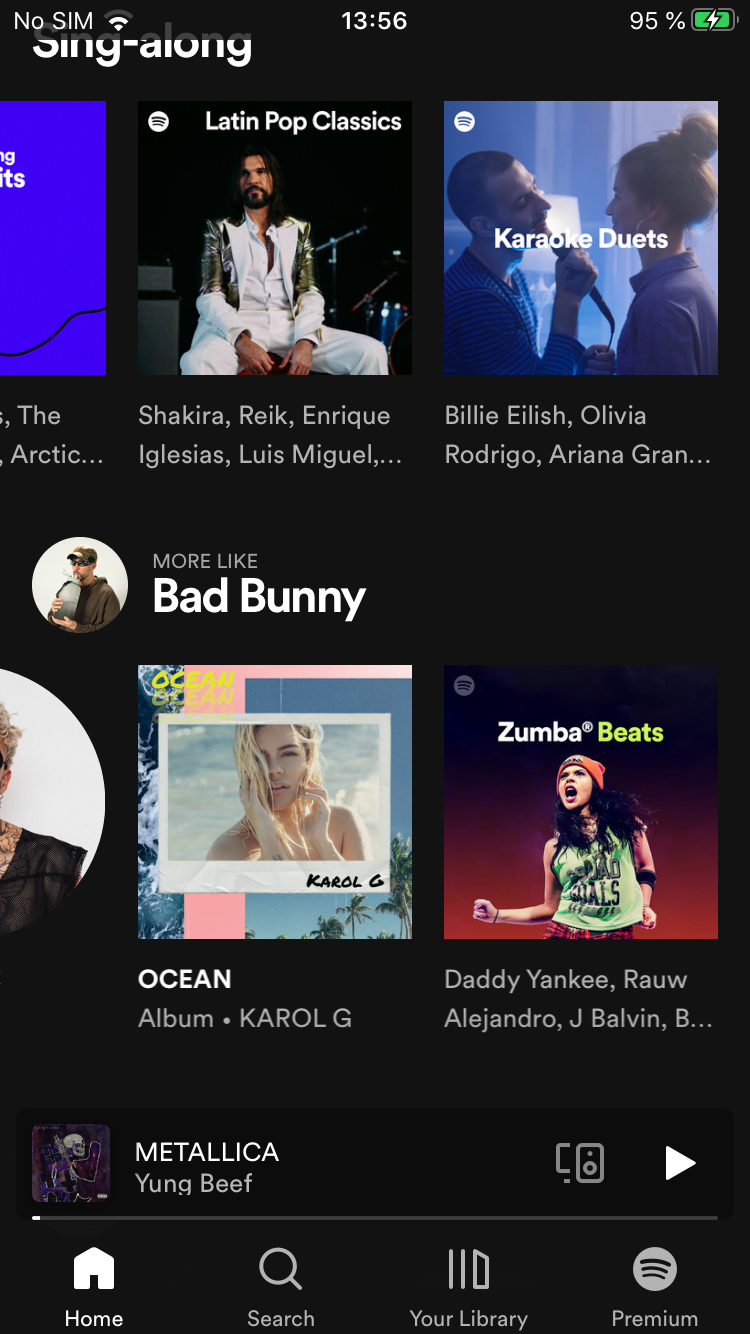 No SIM 13:56 95 %
Sing-along
ng
its
Latin Pop Classics
Karaoke Duets
s, The
, Arctic...
Shakira, Reik, Enrique
Iglesias, Luis Miguel,...
Billie Eilish, Olivia
Rodrigo, Ariana Gran...
MORE LIKE
Bad Bunny
OCEAN
OCEAN
KAROL G
Zumba® Beats
SQUAD
GOALS
OCEAN
Album • KAROL G
Daddy Yankee, Rauw
Alejandro, J Balvin, B...
METALLICA
Yung Beef
Home
Search
Your Library
Premium